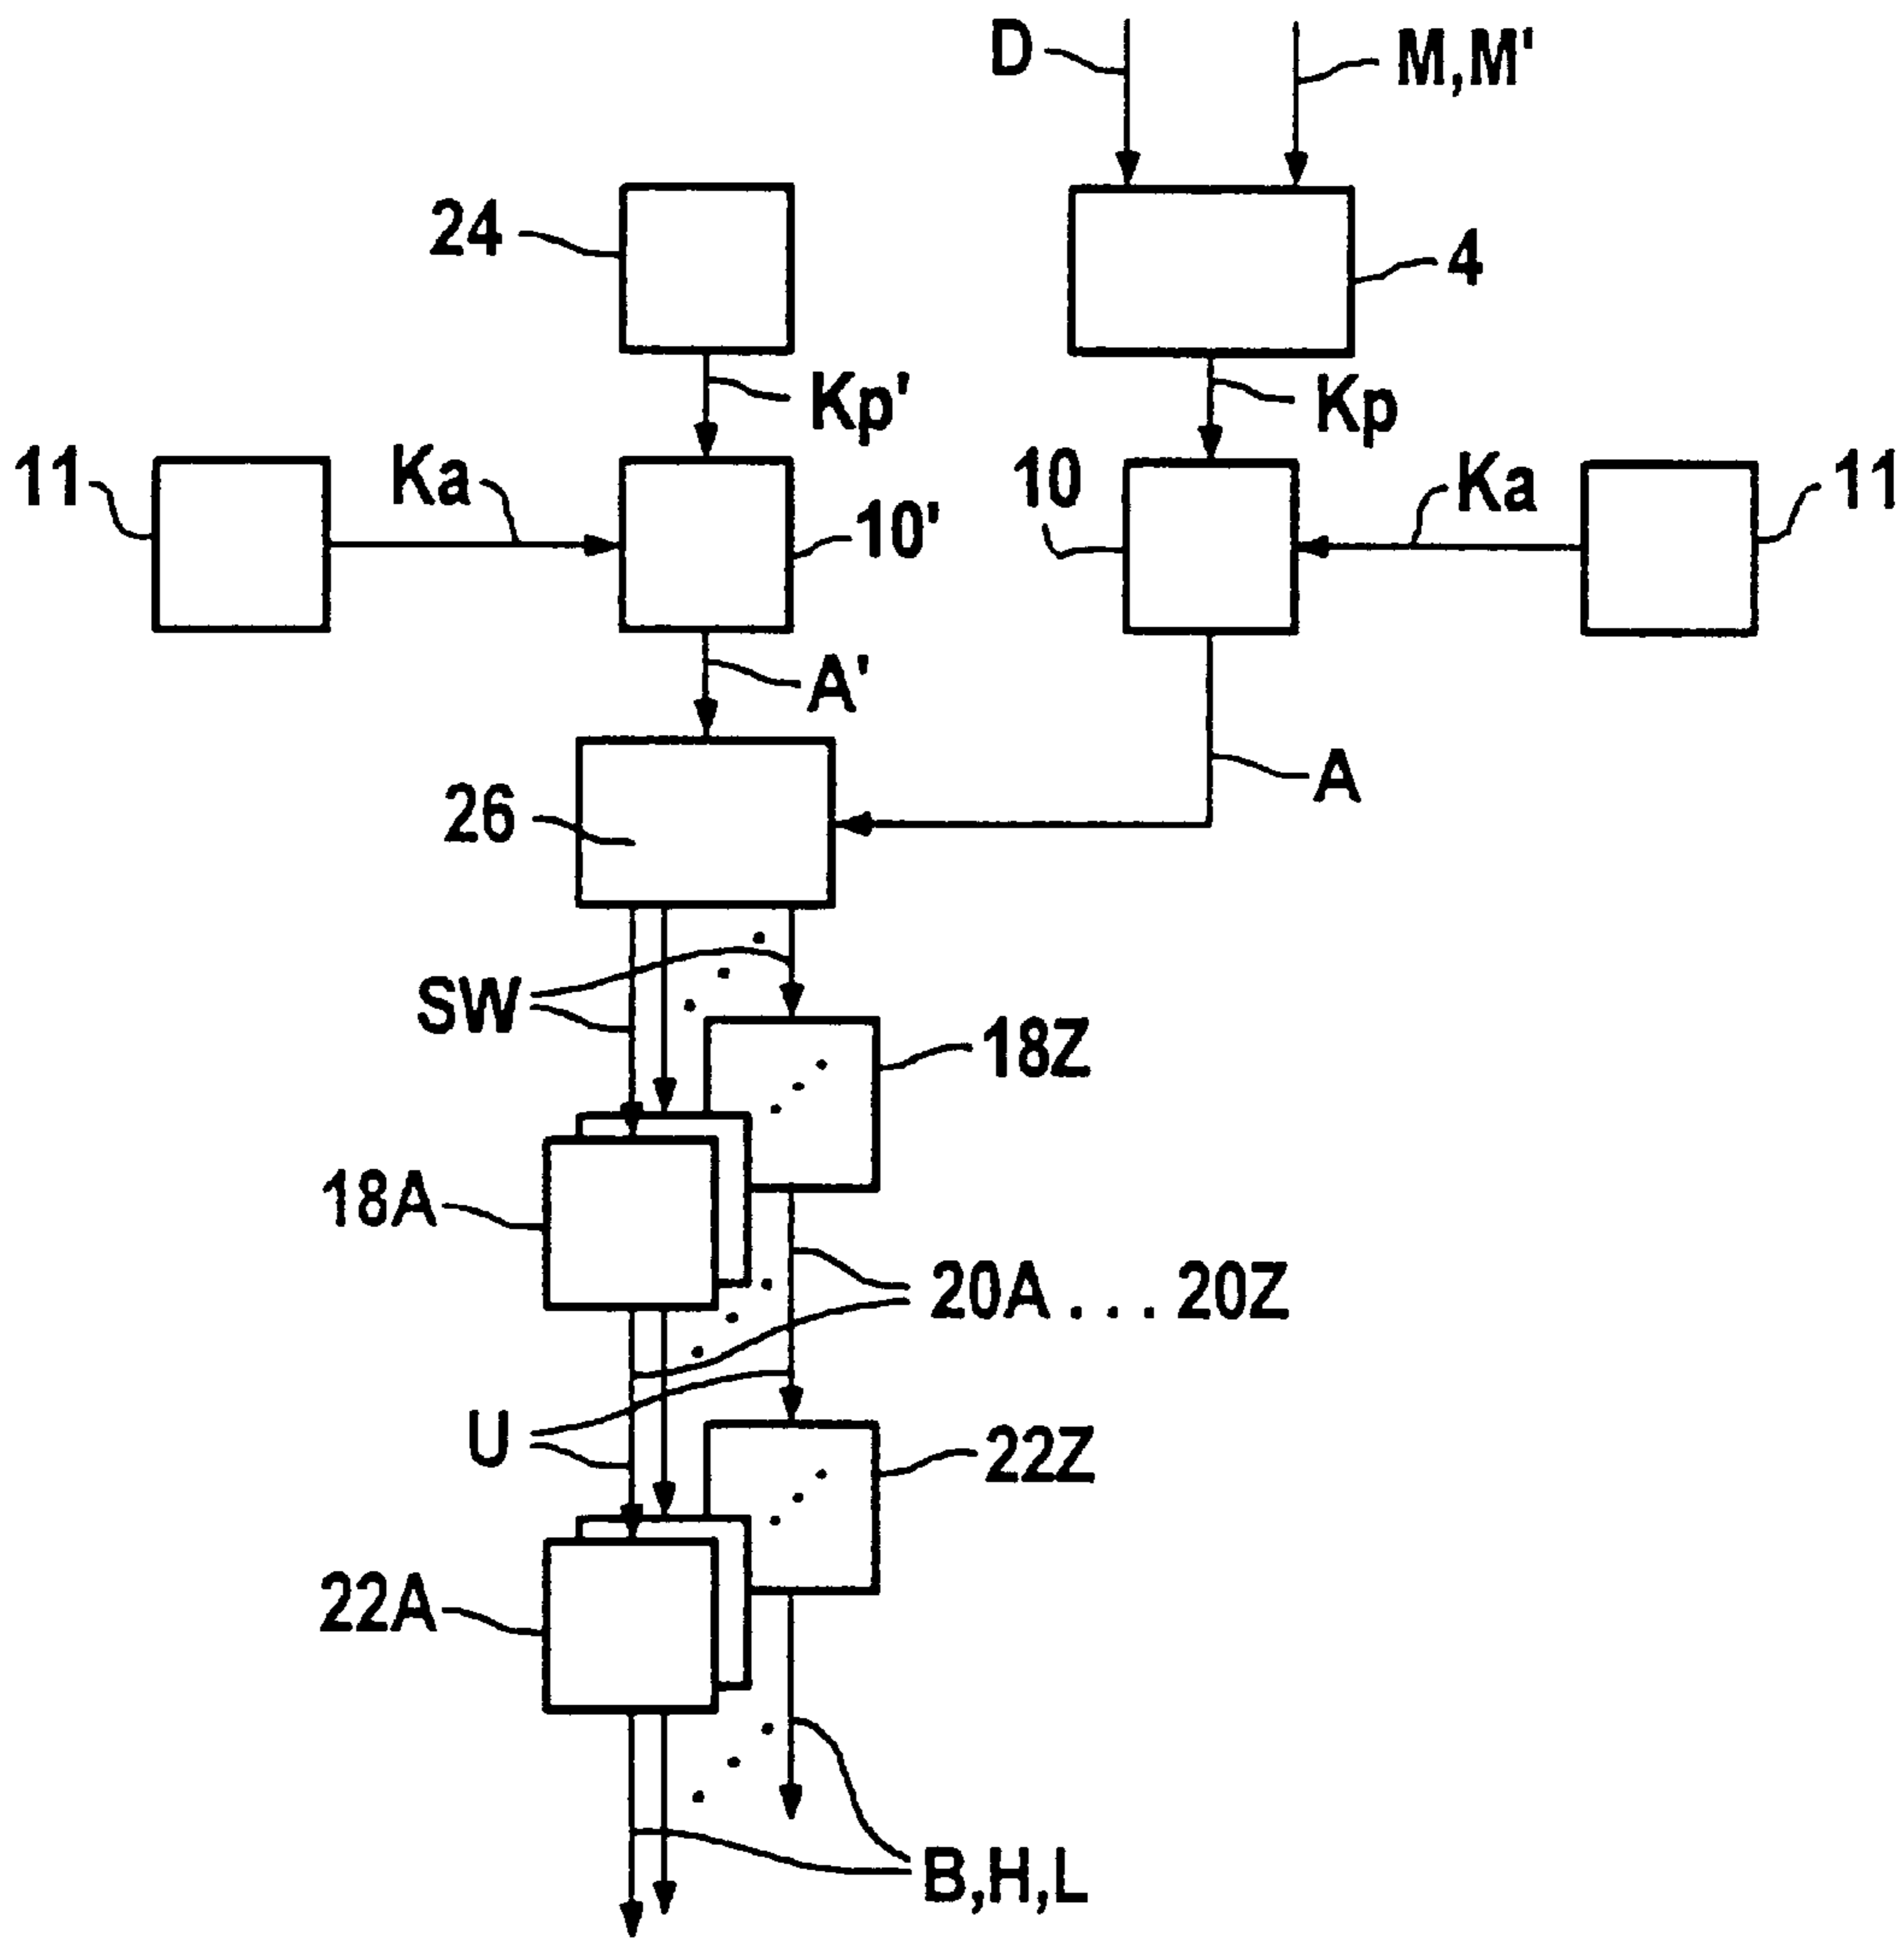 D
M,M'
24
4
Kp'
Kp
11
Ka
10'
10
Ka
11
A'
A
26
SW
18Z
18A
20A . . . 20Z
U
22Z
22A
B,H,L